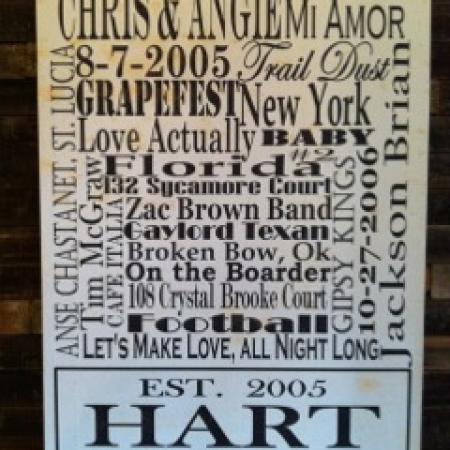 CHRIS & ANGIE Mi Amor
8-7-2005 Trail Dust
GRAPEFEST New York
Love Actually BABY
#2
Florida
132 Sycamore Court
Zac Brown Band
Gaylord Texan
Broken Bow, Ok
On the Boarder
108 Crystal Brooke Court
Football
Let's Make Love, all Night Long
ANSE CHASTANET, ST. LUCIA
Tim McGraw
CAFE ITALIA
GIPSY KINGS
10-27-2006
Jackson Brian
EST. 2005
HART